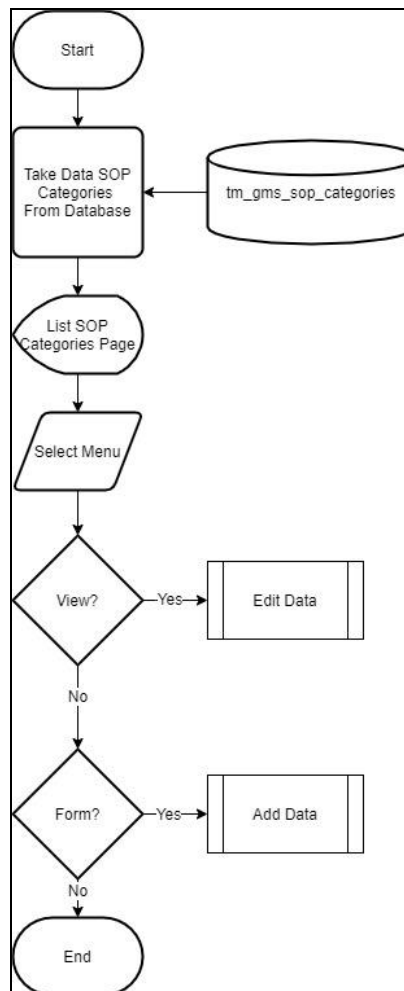 Start
Take Data SOP
Categories
From Database
tm_gms_sop_categories
List SOP
Categories Page
Select Menu
View?
Yes
Edit Data
No
Form?
Yes
Add Data
No
End